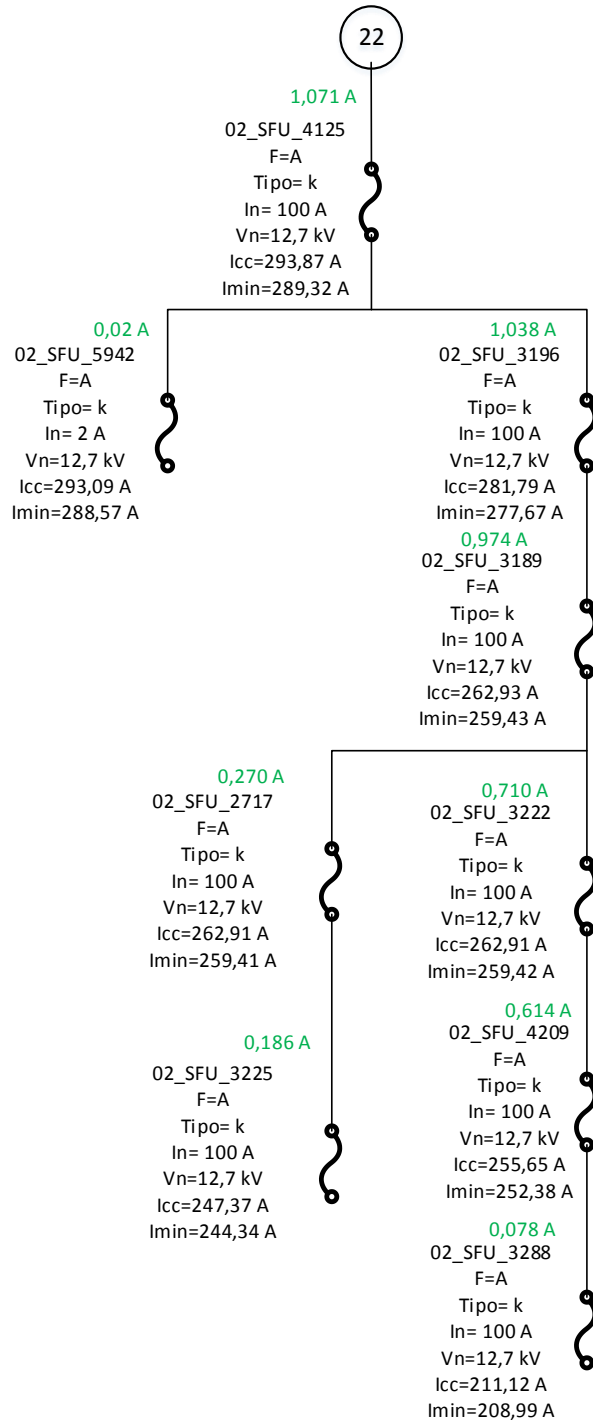 22
1,071 A
02_SFU_4125
F=A
Tipo= k
In= 100 A
Vn=12,7 kV
Icc=293,87 A
Imin=289,32 A
0,02 A
02_SFU_5942
F=A
Tipo= k
In= 2 A
Vn=12,7 kV
Icc=293,09 A
Imin=288,57 A
1,038 A
02_SFU_3196
F=A
Tipo= k
In= 100 A
Vn=12,7 kV
Icc=281,79 A
Imin=277,67 A
0,974 A
02_SFU_3189
F=A
Tipo= k
In= 100 A
Vn=12,7 kV
Icc=262,93 A
Imin=259,43 A
0,270 A
02_SFU_2717
F=A
Tipo= k
In= 100 A
Vn=12,7 kV
Icc=262,91 A
Imin=259,41 A
0,710 A
02_SFU_3222
F=A
Tipo= k
In= 100 A
Vn=12,7 kV
Icc=262,91 A
Imin=259,42 A
0,186 A
02_SFU_3225
F=A
Tipo= k
In= 100 A
Vn=12,7 kV
Icc=247,37 A
Imin=244,34 A
0,614 A
02_SFU_4209
F=A
Tipo= k
In= 100 A
Vn=12,7 kV
Icc=255,65 A
Imin=252,38 A
0,078 A
02_SFU_3288
F=A
Tipo= k
In= 100 A
Vn=12,7 kV
Icc=211,12 A
Imin=208,99 A